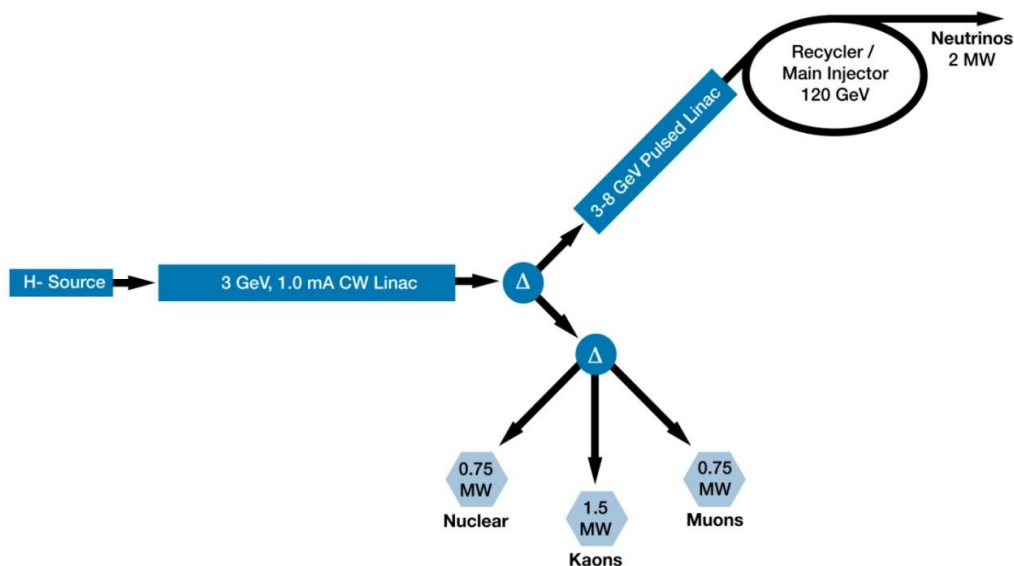 Recycler /
Main Injector
120 GeV
Neutrinos
2 MW
3-8 GeV Pulsed Linac
H- Source
3 GeV, 1.0 mA CW Linac
Δ
Δ
0.75
MW
Nuclear
1.5
MW
Kaons
0.75
MW
Muons